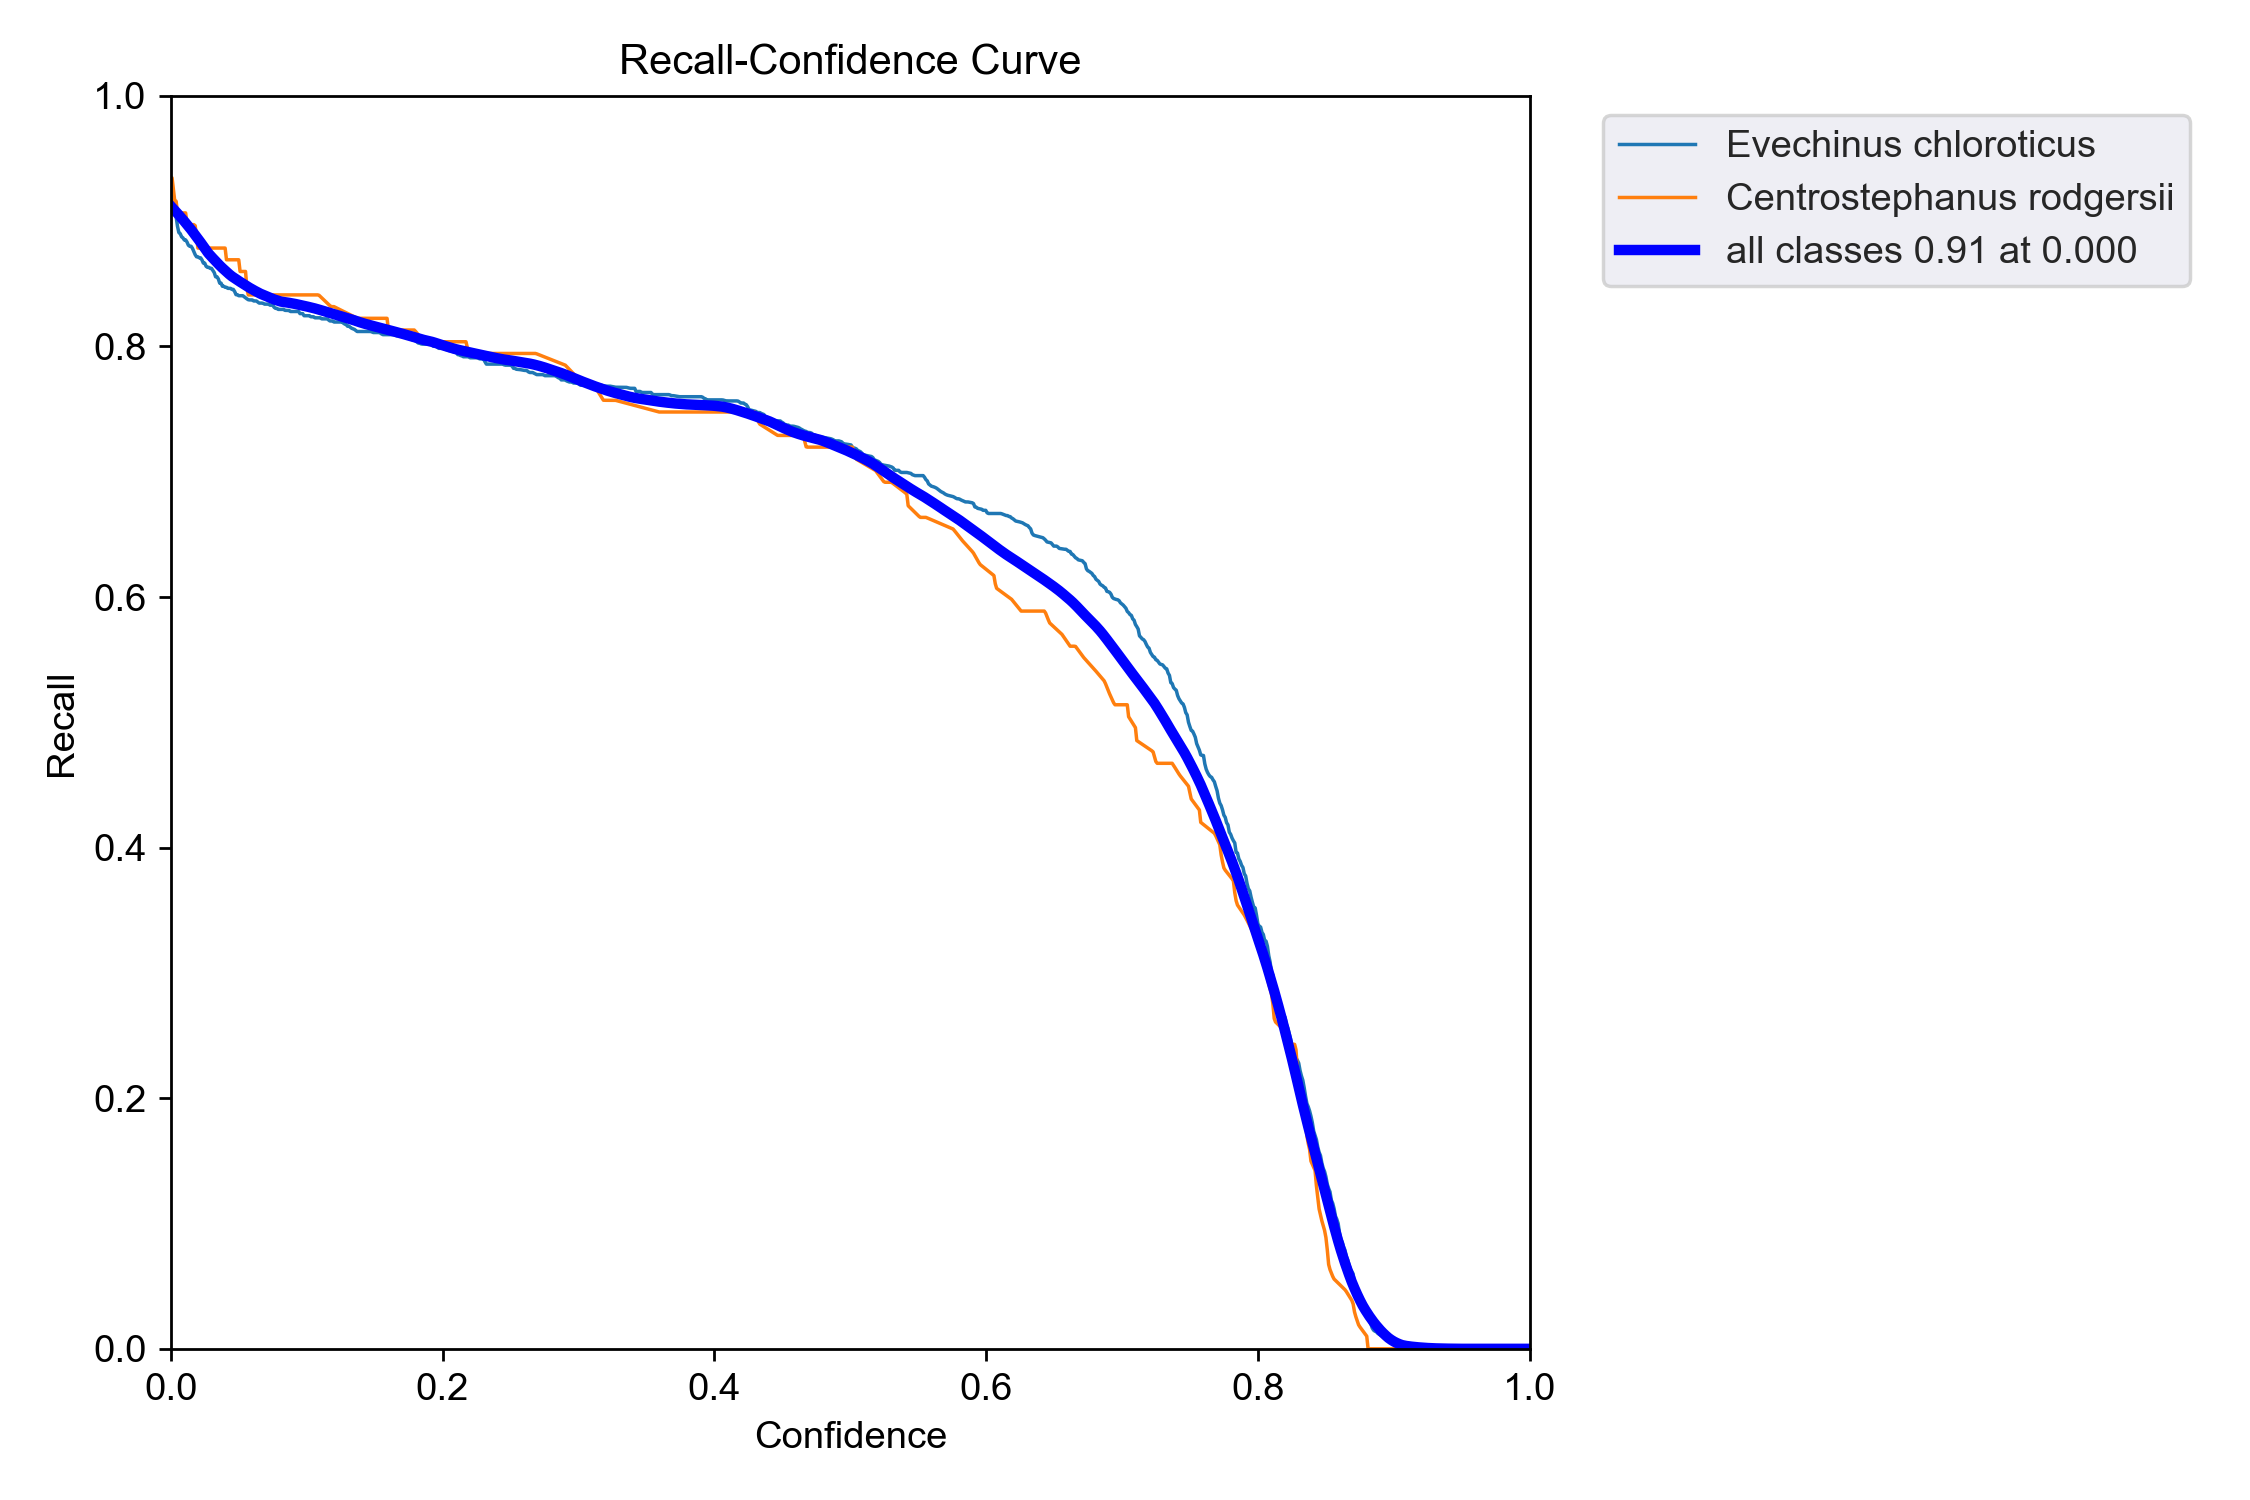 Recall-Confidence Curve
1.0
0.8
0.6
0.4
0.2
0.0
Recall
0.0 0.2 0.4 0.6 0.8 1.0
Confidence
Evechinus chloroticus
Centrostephanus rodgersii
all classes 0.91 at 0.000